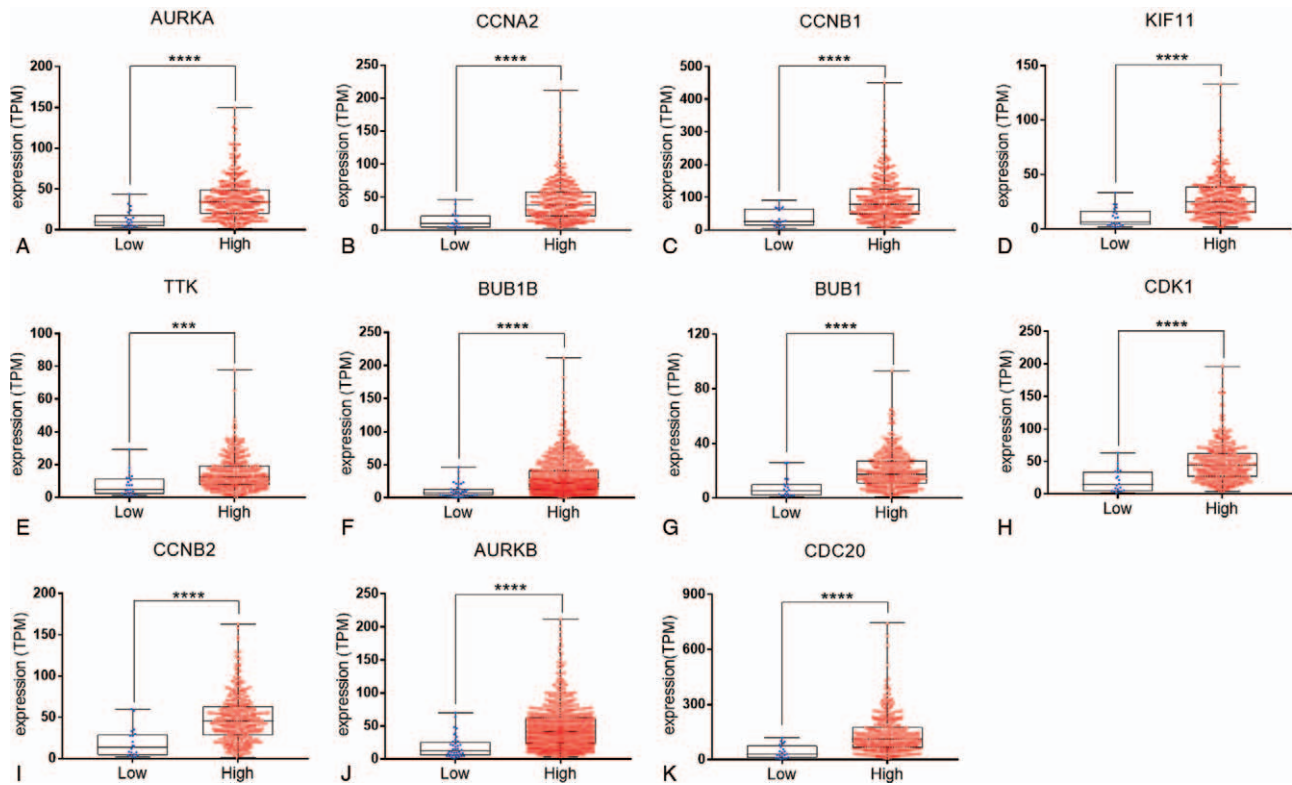 AURKA
CCNA2
CCNB1
KIF11
expression (TPM)
200
150
100
50
0
****
Low
High
A
expression (TPM)
250
200
150
100
50
0
****
Low
High
B
expression (TPM)
500
400
300
200
100
0
****
Low
High
C
expression (TPM)
150
100
50
0
****
Low
High
D
TTK
BUB1B
BUB1
CDK1
expression (TPM)
100
80
60
40
20
0
***
Low
High
E
expression (TPM)
250
200
150
100
50
0
****
Low
High
F
expression (TPM)
120
80
40
0
****
Low
High
G
expression (TPM)
250
200
150
100
50
0
****
Low
High
H
CCNB2
AURKB
CDC20
expression (TPM)
200
150
100
50
0
****
Low
High
I
expression (TPM)
250
200
150
100
50
0
****
Low
High
J
expression(TPM)
900
600
300
0
****
Low
High
K